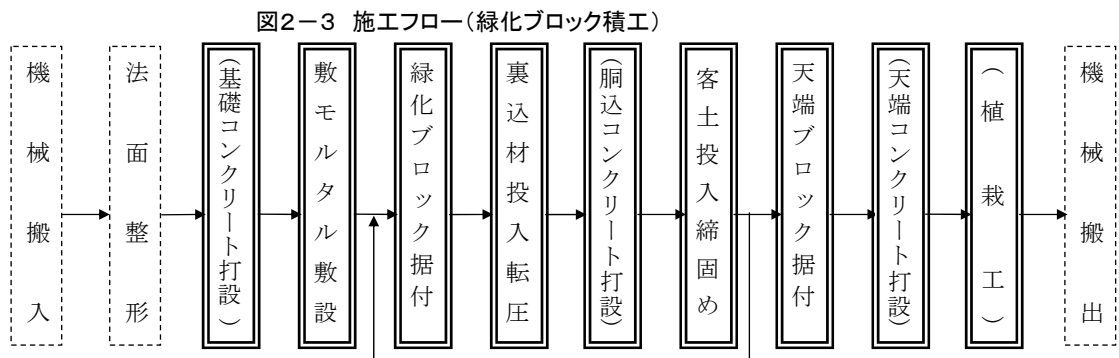 図2－3 施工フロー（緑化ブロック積工）
機械搬入
法面整形
（基礎コンクリート打設）
敷モルタル敷設
緑化ブロック据付
裏込材投入転圧
（胴込コンクリート打設）
客土投入締固め
天端ブロック据付
（天端コンクリート打設）
（植栽工）
機械搬出